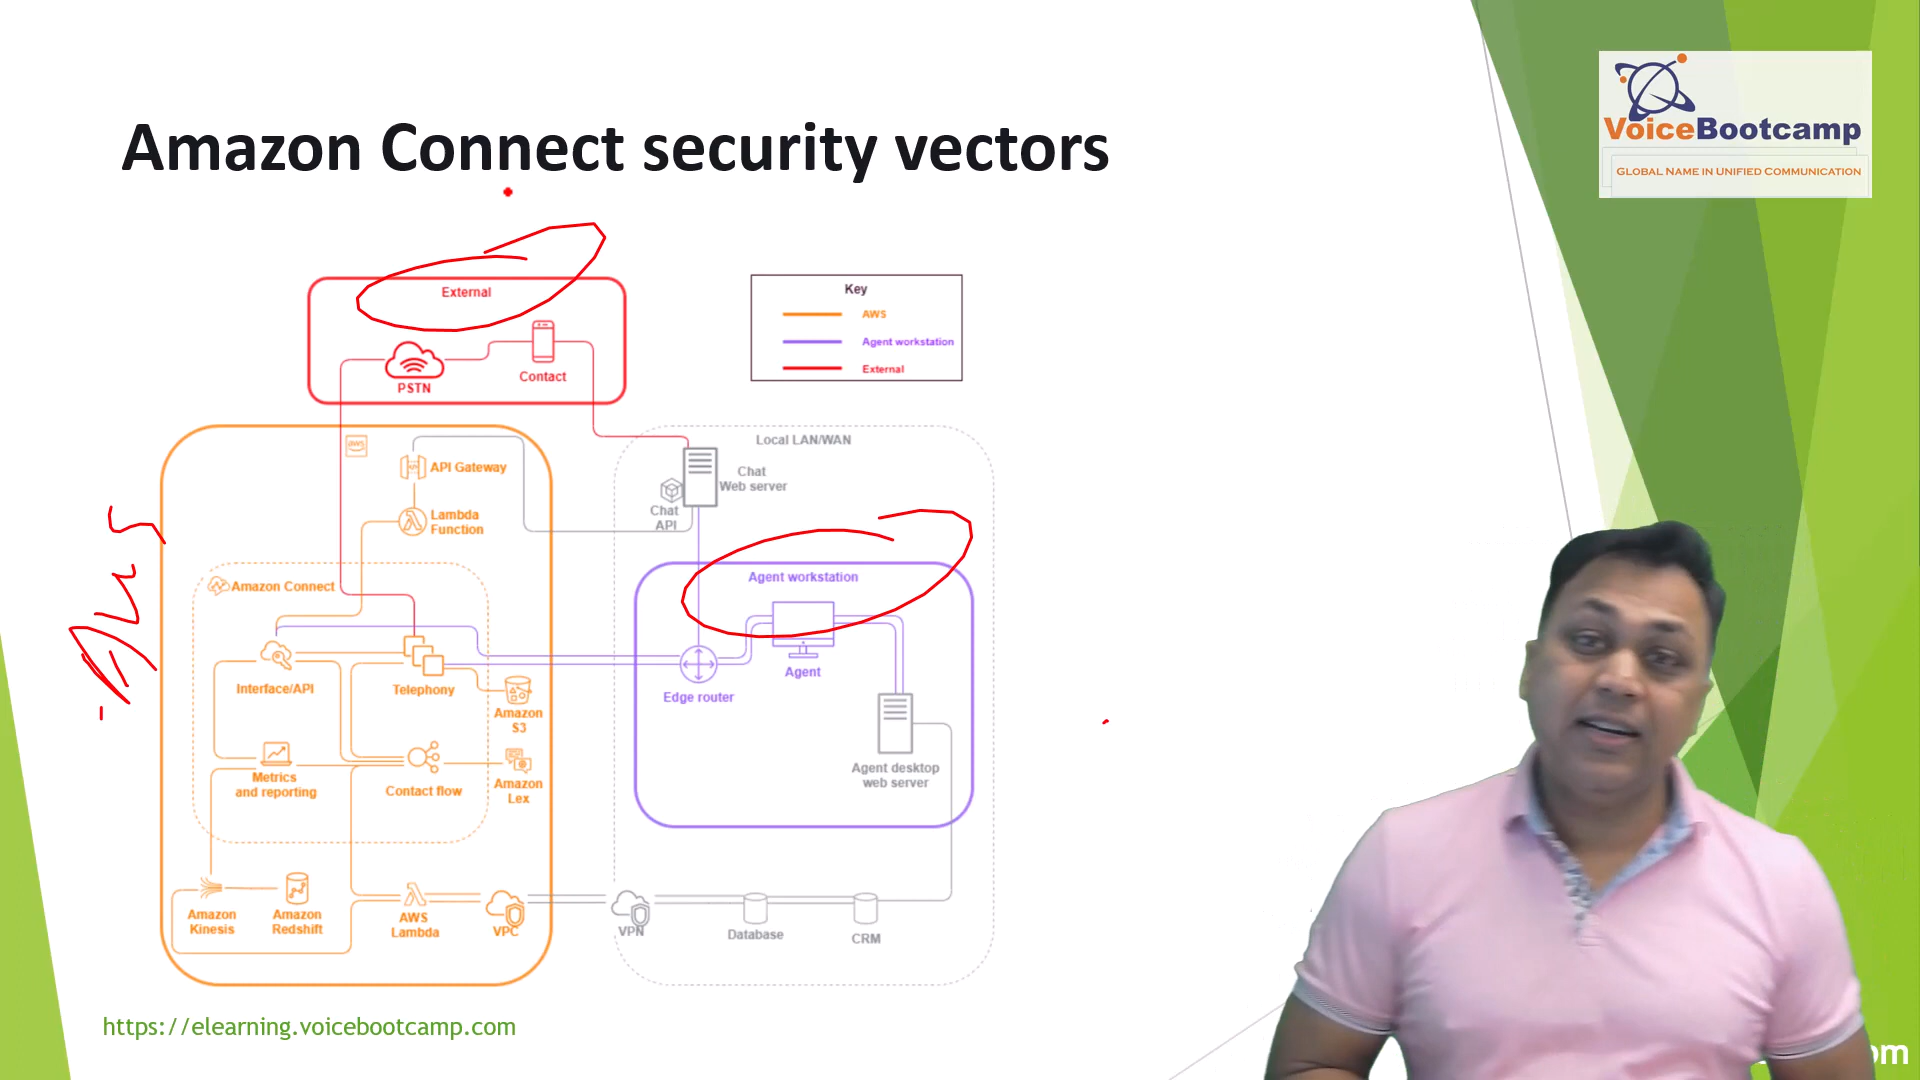 VoiceBootcamp
GLOBAL NAME IN UNIFIED COMMUNICATION
Amazon Connect security vectors
External
PSTN
Contact
Key
AWS
Agent workstation
External
aws
API Gateway
Lambda
Function
Amazon Connect
Interface/API
Telephony
Amazon
S3
Metrics
and reporting
Contact flow
Amazon
Lex
Amazon
Kinesis
Amazon
Redshift
AWS
Lambda
VPC
Local LAN/WAN
Chat
Web server
Chat
API
Agent workstation
Edge router
Agent
Agent desktop
web server
VPN
Database
CRM
AWS
https://elearning.voicebootcamp.com
om